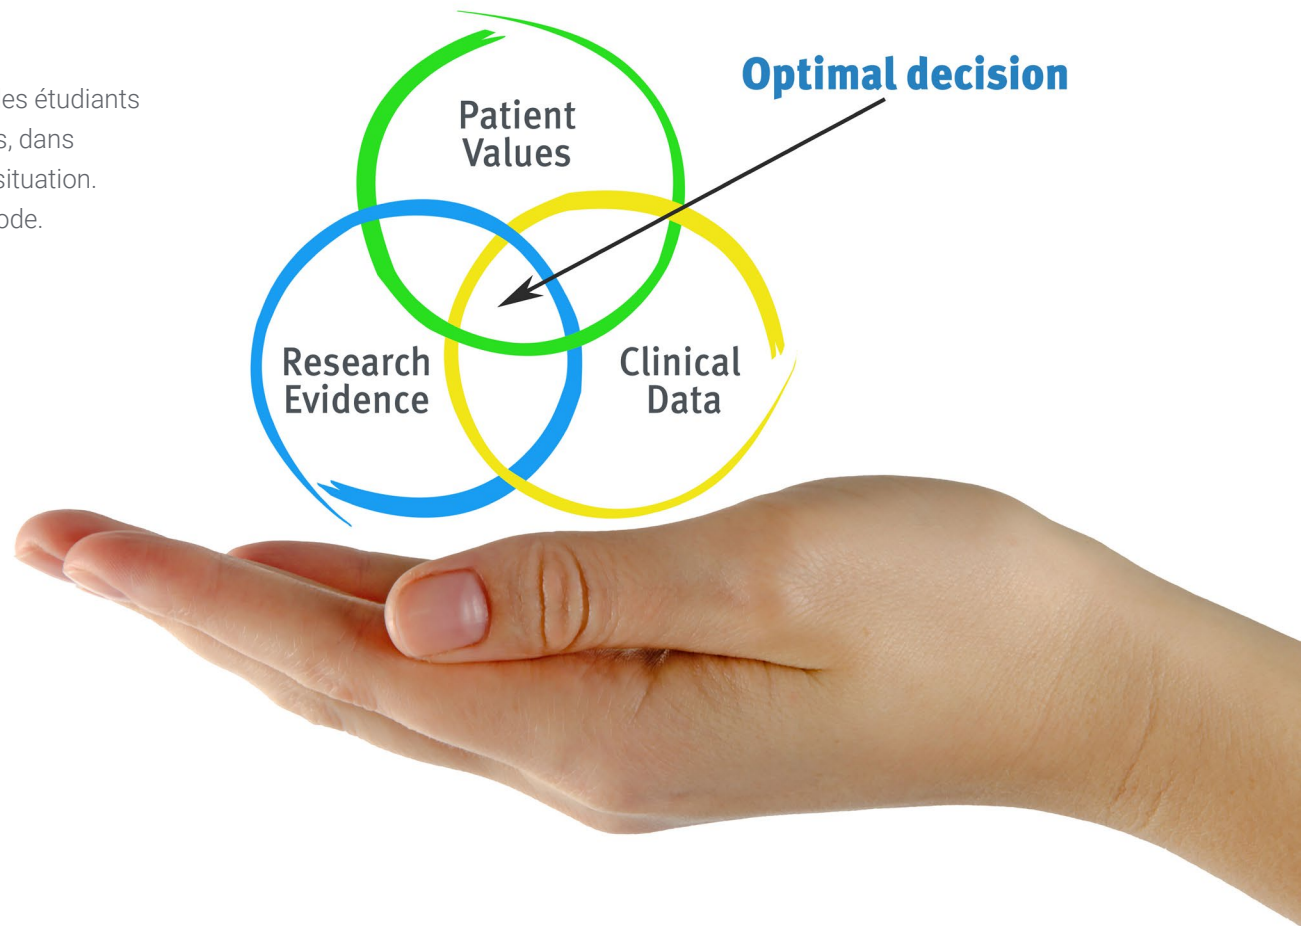 es étudiants
s, dans
situation.
ode.
Optimal decision
Patient
Values
Research
Evidence
Clinical
Data